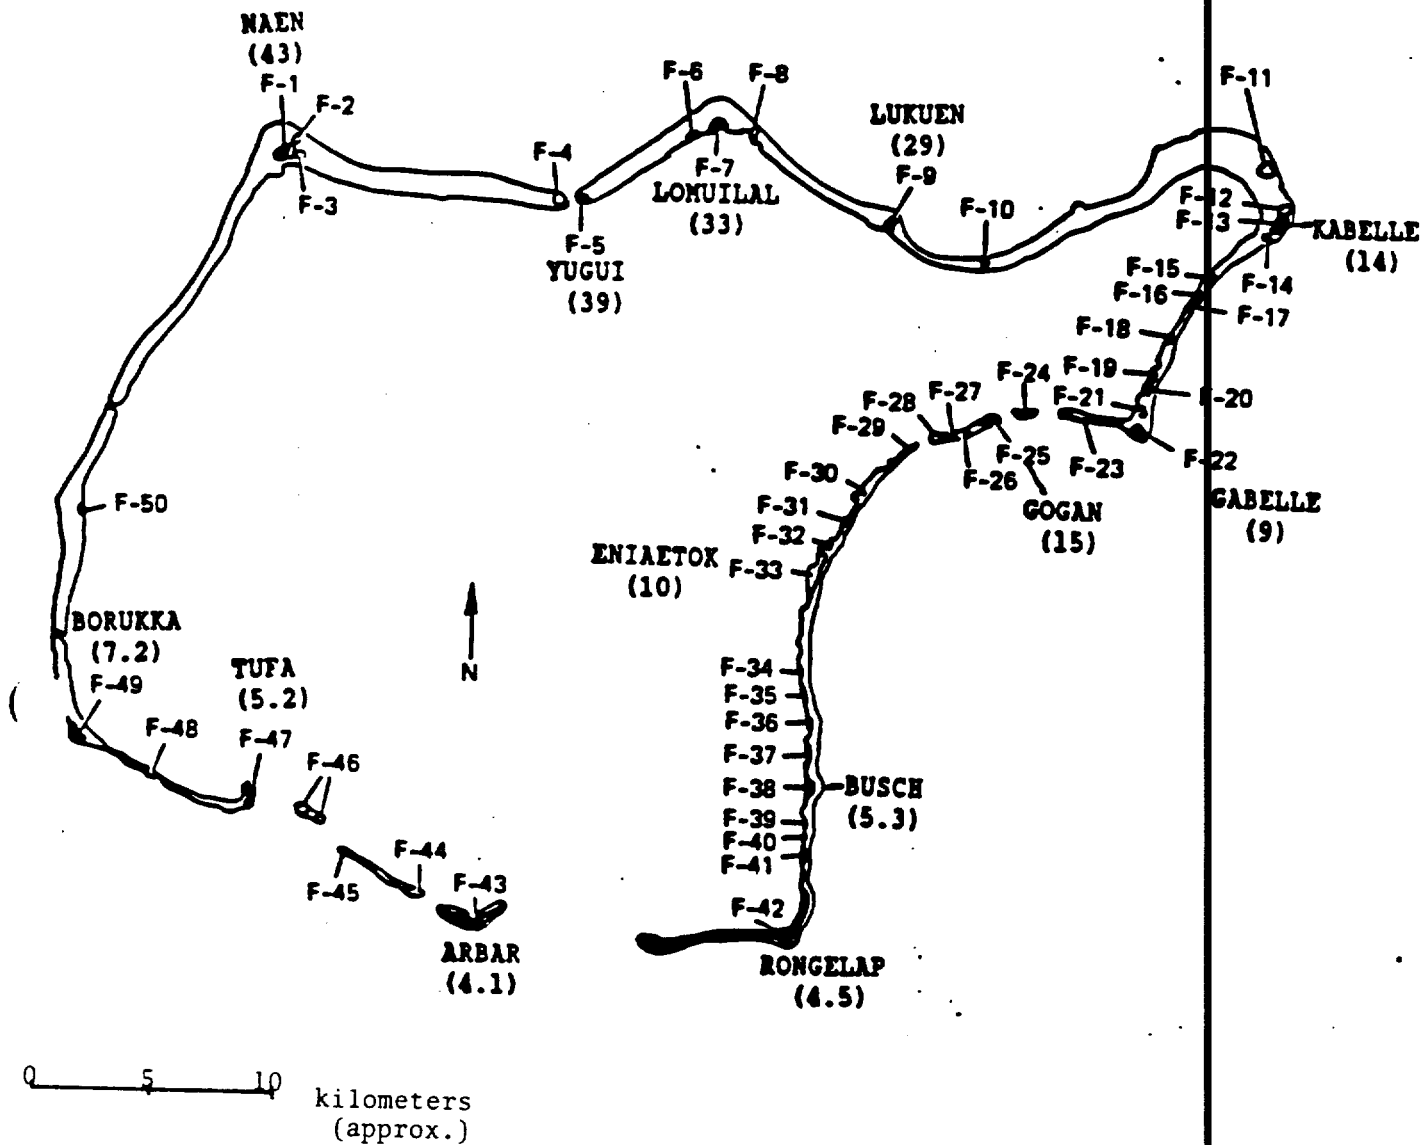 NAEN
(43)
F-1
F-2
F-3
F-4
F-5
YUGUI
(39)
F-6
F-8
F-7
LOMUILAL
(33)
LUKUEN
(29)
F-9
F-10
F-11
F-12
F-13
KABELLE
(14)
F-14
F-15
F-16
F-17
F-18
F-19
F-20
F-21
F-22
GABELLE
(9)
F-23
F-24
F-25
GOGAN
(15)
F-26
F-27
F-28
F-29
F-30
F-31
F-32
ENIAETOK
(10)
F-33
F-34
F-35
F-36
F-37
F-38
BUSCH
(5.3)
F-39
F-40
F-41
F-42
RONGELAP
(4.5)
F-43
ARBAR
(4.1)
F-44
F-45
F-46
TUFA
(5.2)
F-47
F-48
BORUKKA
(7.2)
F-49
F-50
N
0 5 10
kilometers
(approx.)